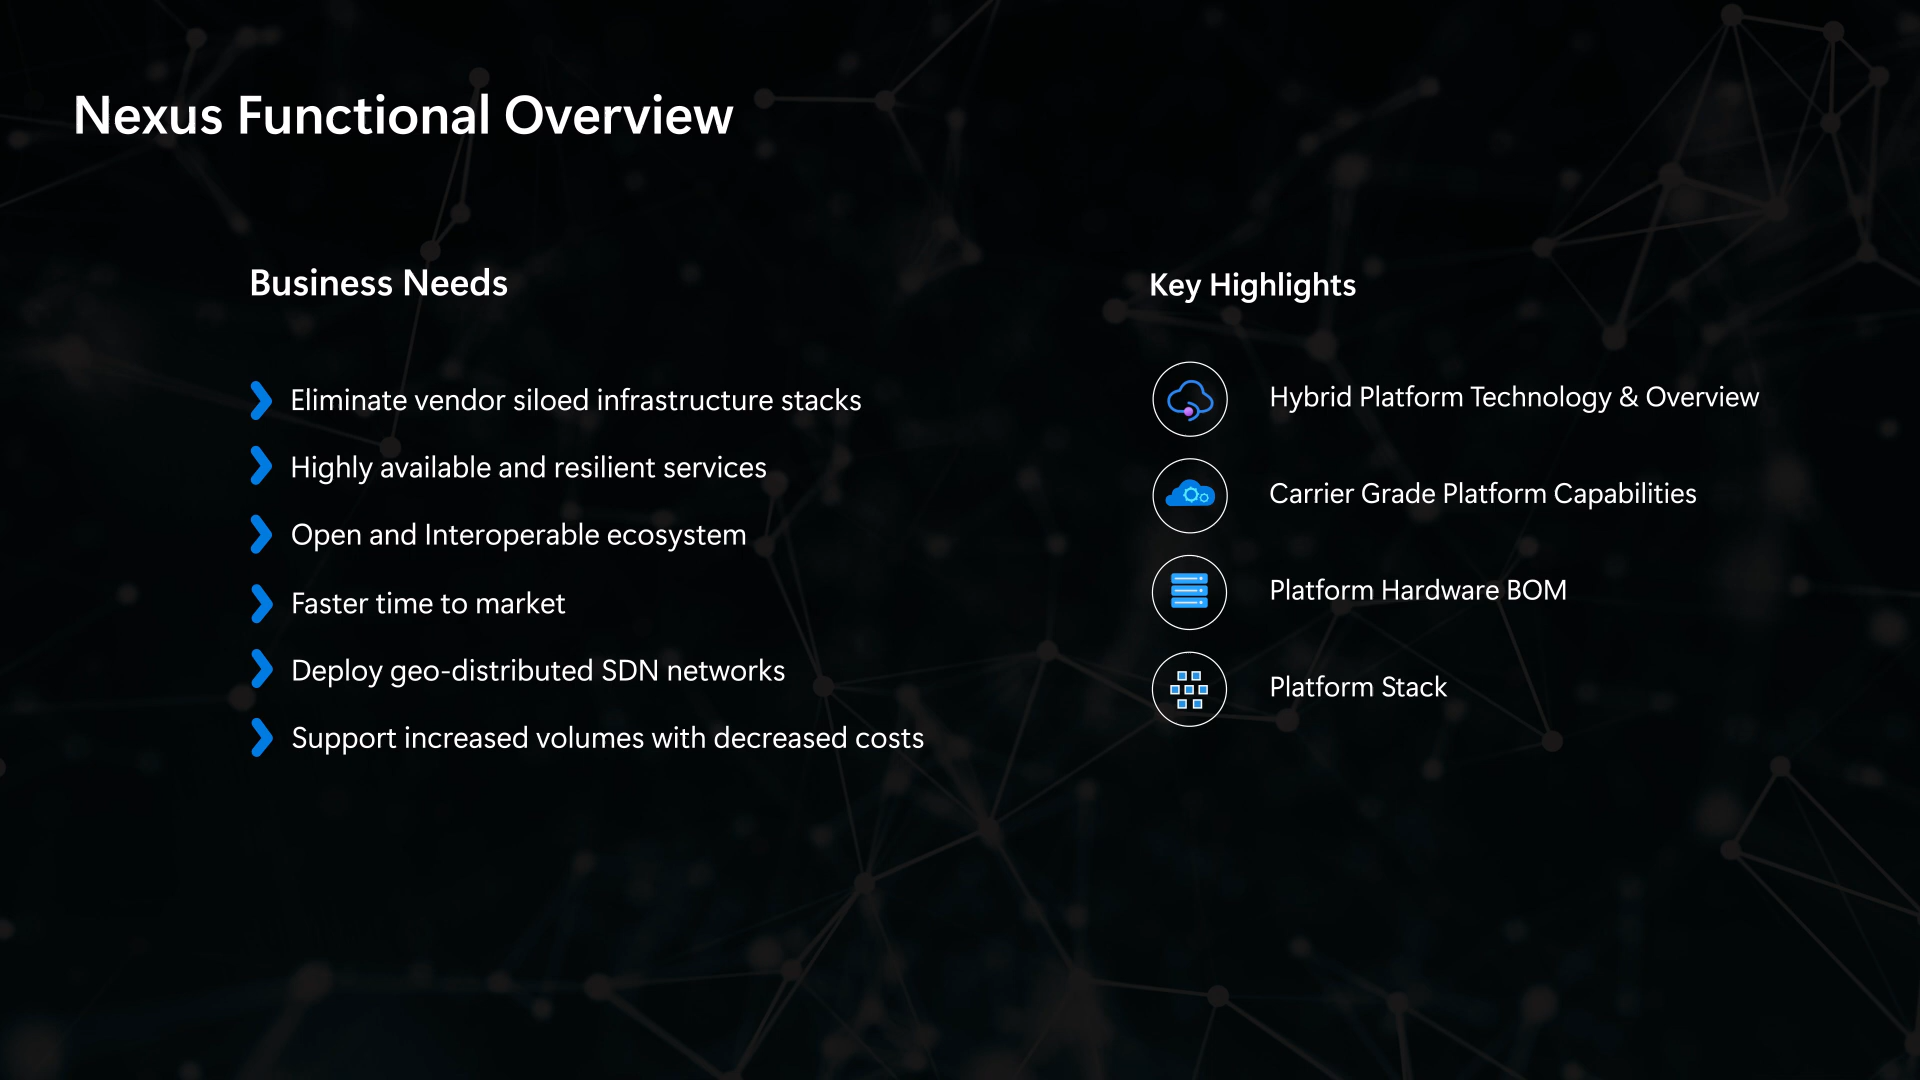 Nexus Functional Overview
Business Needs
Eliminate vendor siloed infrastructure stacks
Highly available and resilient services
Open and Interoperable ecosystem
Faster time to market
Deploy geo-distributed SDN networks
Support increased volumes with decreased costs
Key Highlights
Hybrid Platform Technology & Overview
Carrier Grade Platform Capabilities
Platform Hardware BOM
Platform Stack